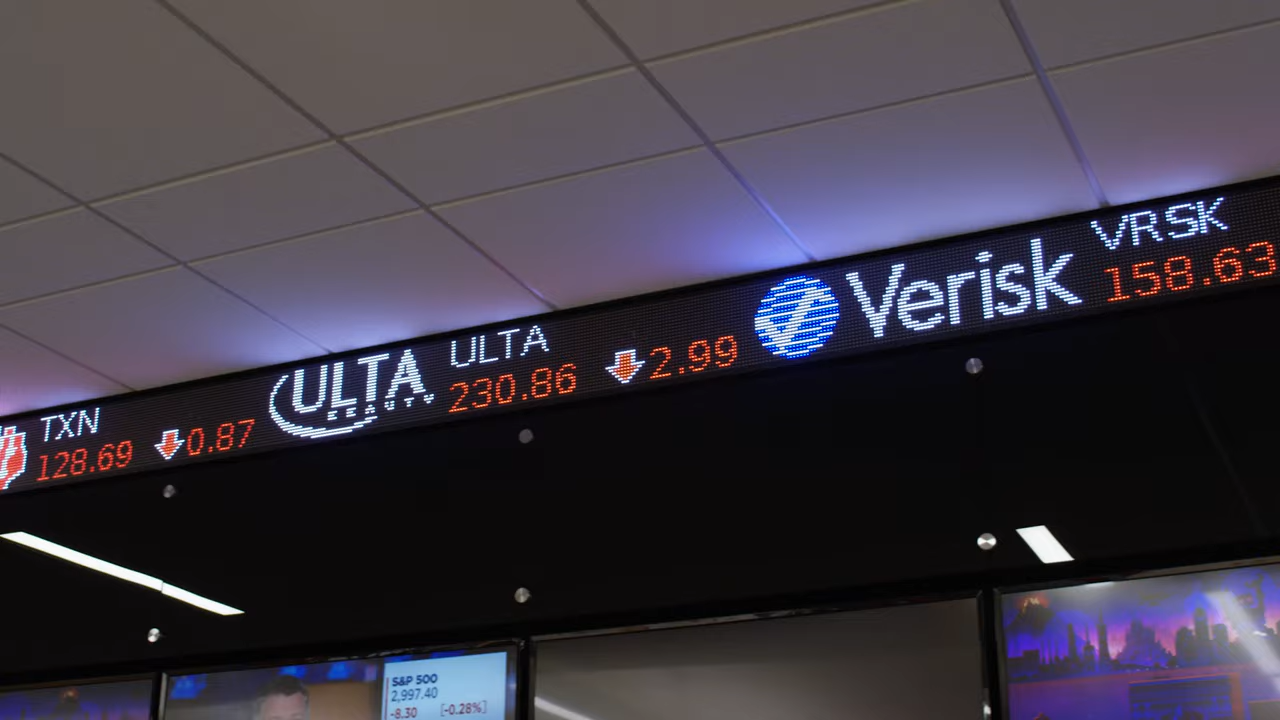 TXN
128.69 0.87
ULTA
BEAUTY
ULTA
230.86 2.99
Verisk
VRSK
158.63
S&P 500
2,997.40
-8.30 [-0.28%]